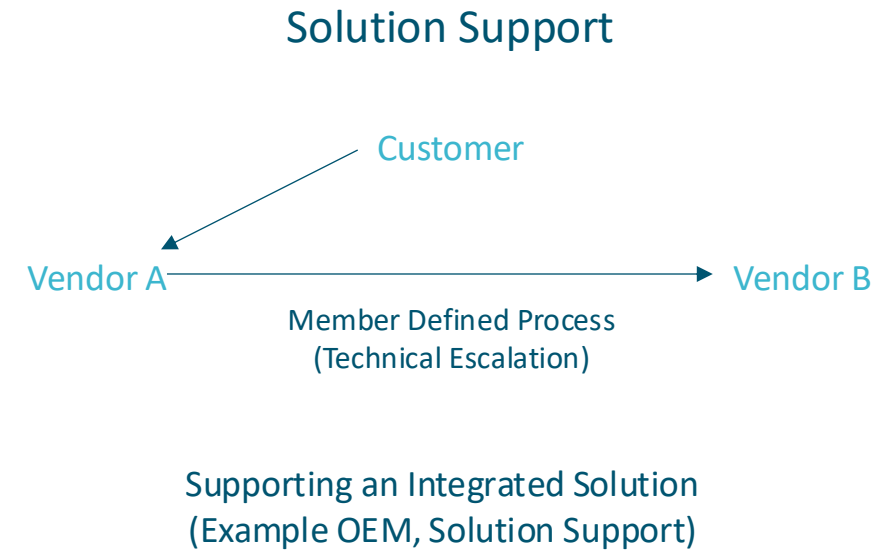 Solution Support
Customer
Vendor A
Vendor B
Member Defined Process
(Technical Escalation)
Supporting an Integrated Solution
(Example OEM, Solution Support)